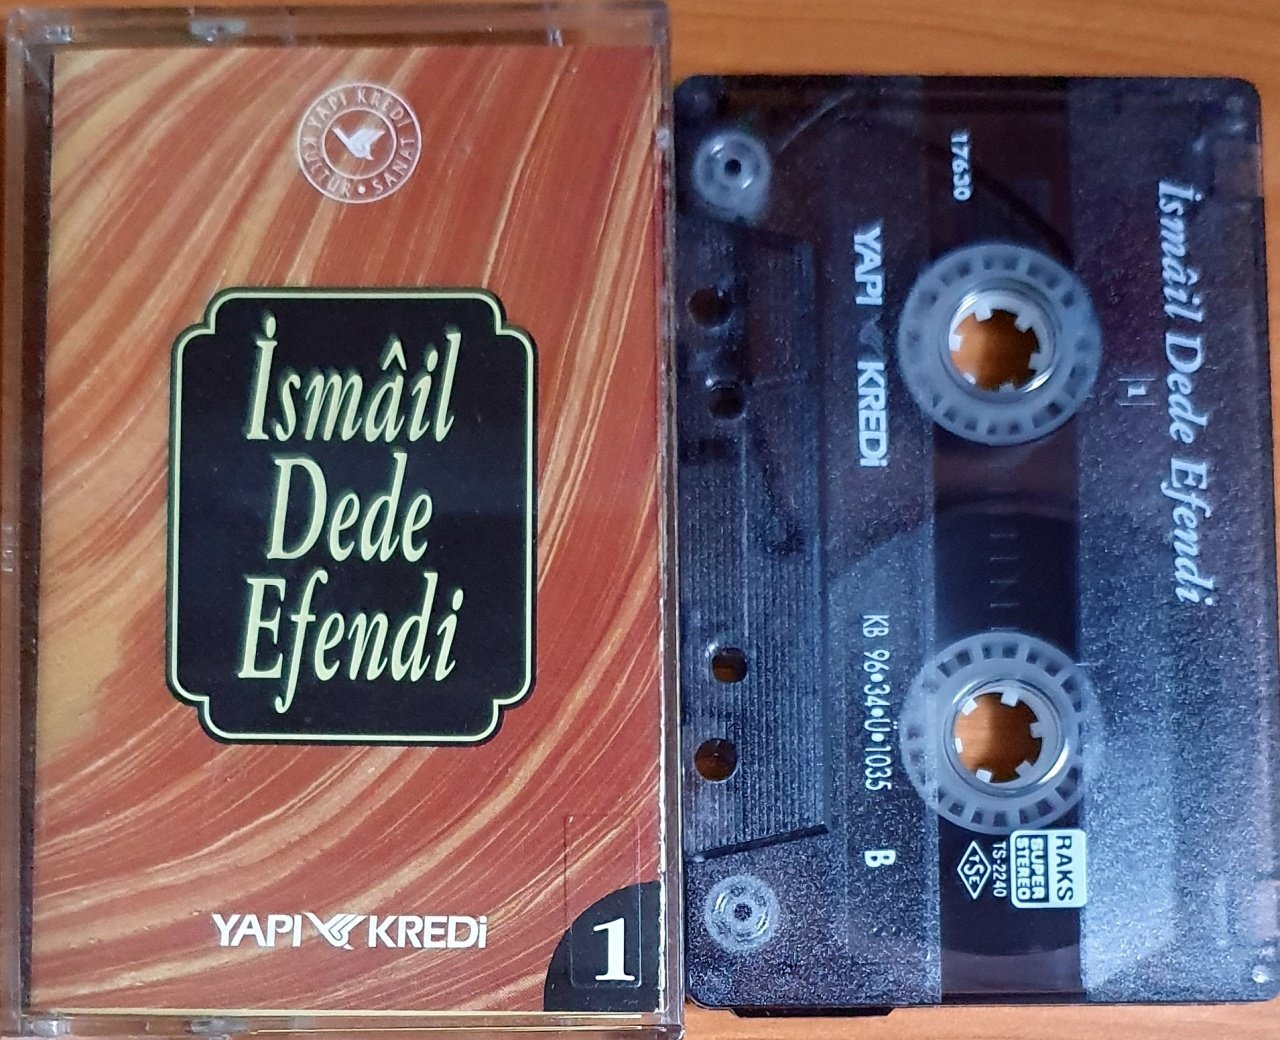 YAPI KREDİ
KÜLTÜR • SANAT
İsmâil
Dede
Efendi
YAPI KREDi
1
İsmâil Dede Efendi
1
17630
YAPI KREDi
KB 96•34•Ü•1035
B
RAKS
SUPER
STEREO
TS-2240
TSE